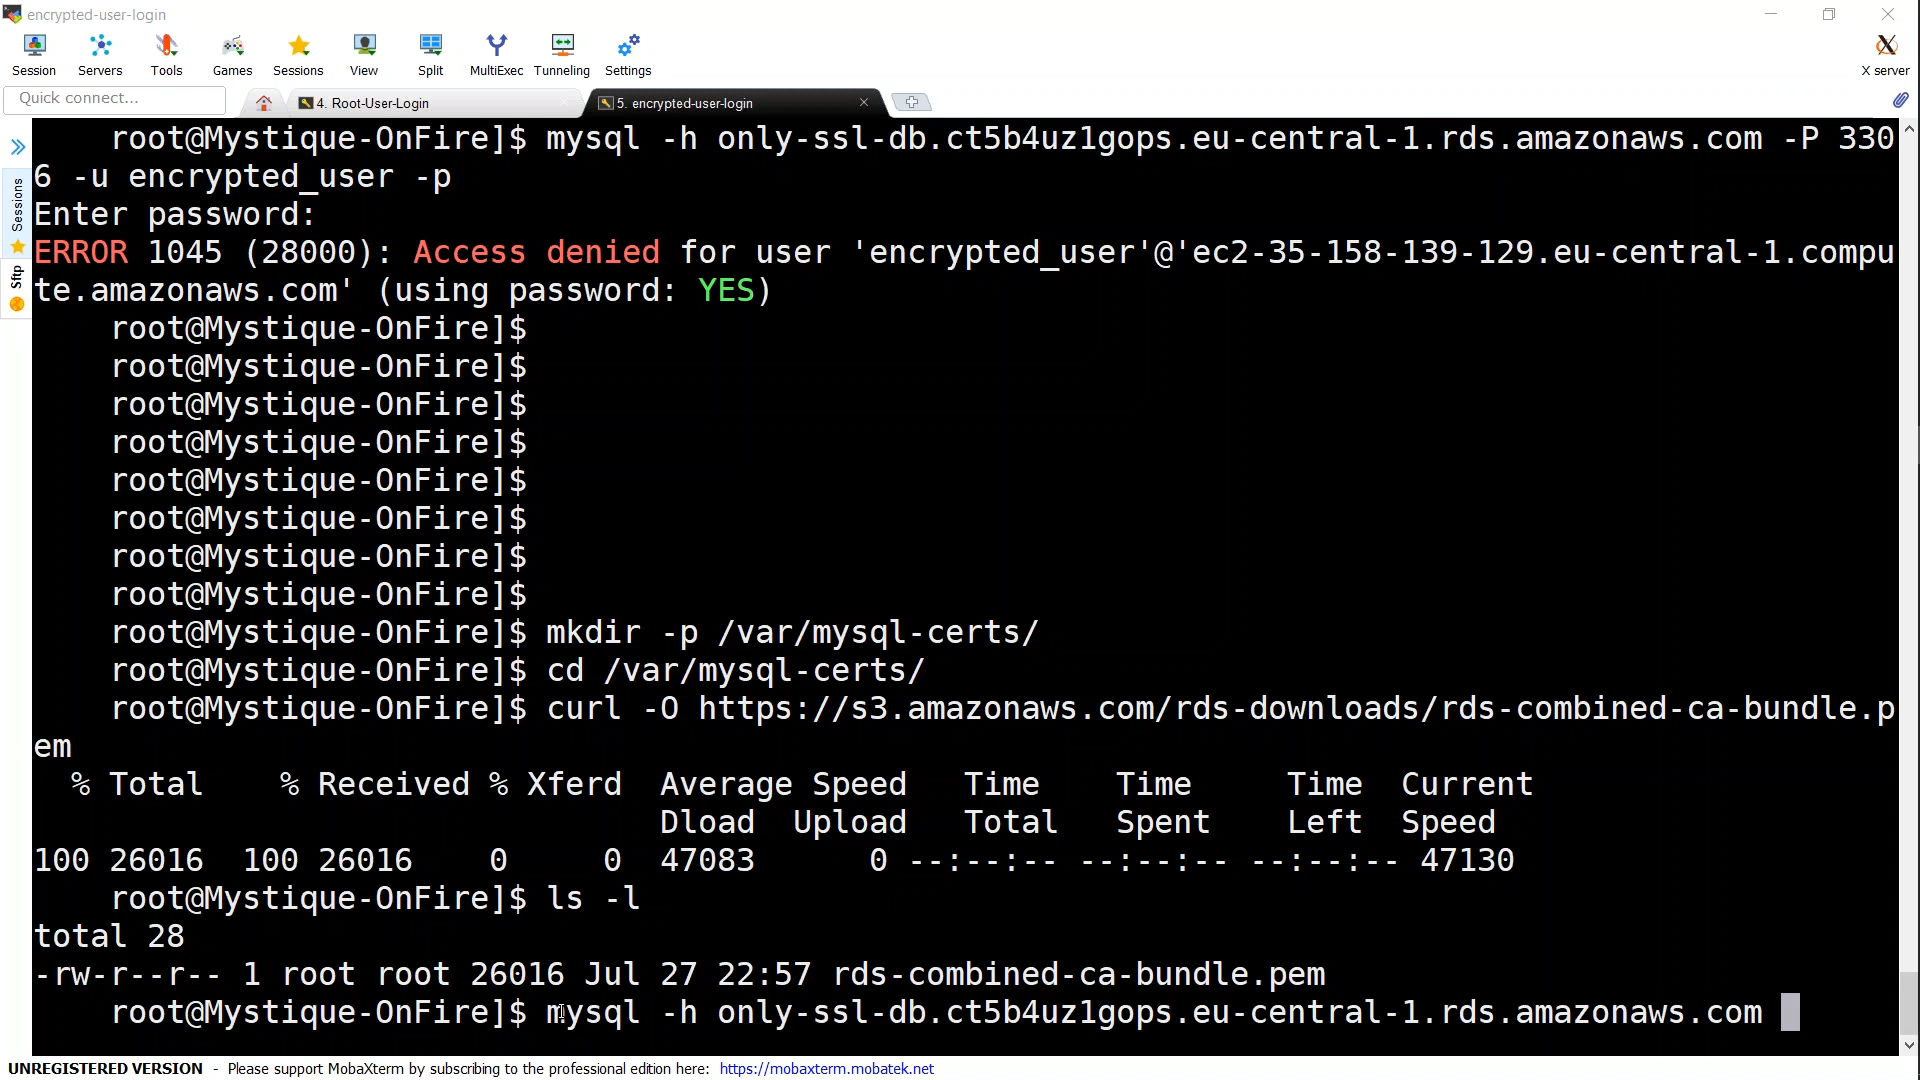 encrypted-user-login
Session Servers Tools Games Sessions View Split MultiExec Tunneling Settings X server
Quick connect... 4. Root-User-Login 5. encrypted-user-login
Sessions
Sftp
root@Mystique-OnFire]$ mysql -h only-ssl-db.ct5b4uz1gops.eu-central-1.rds.amazonaws.com -P 330
6 -u encrypted_user -p
Enter password:
ERROR 1045 (28000): Access denied for user 'encrypted_user'@'ec2-35-158-139-129.eu-central-1.compu
te.amazonaws.com' (using password: YES)
root@Mystique-OnFire]$
root@Mystique-OnFire]$
root@Mystique-OnFire]$
root@Mystique-OnFire]$
root@Mystique-OnFire]$
root@Mystique-OnFire]$
root@Mystique-OnFire]$
root@Mystique-OnFire]$
root@Mystique-OnFire]$ mkdir -p /var/mysql-certs/
root@Mystique-OnFire]$ cd /var/mysql-certs/
root@Mystique-OnFire]$ curl -O https://s3.amazonaws.com/rds-downloads/rds-combined-ca-bundle.p
em
% Total % Received % Xferd Average Speed Time Time Time Current
Dload Upload Total Spent Left Speed
100 26016 100 26016 0 0 47083 0 --:--:-- --:--:-- --:--:-- 47130
root@Mystique-OnFire]$ ls -l
total 28
-rw-r--r-- 1 root root 26016 Jul 27 22:57 rds-combined-ca-bundle.pem
root@Mystique-OnFire]$ mysql -h only-ssl-db.ct5b4uz1gops.eu-central-1.rds.amazonaws.com
UNREGISTERED VERSION - Please support MobaXterm by subscribing to the professional edition here: https://mobaxterm.mobatek.net